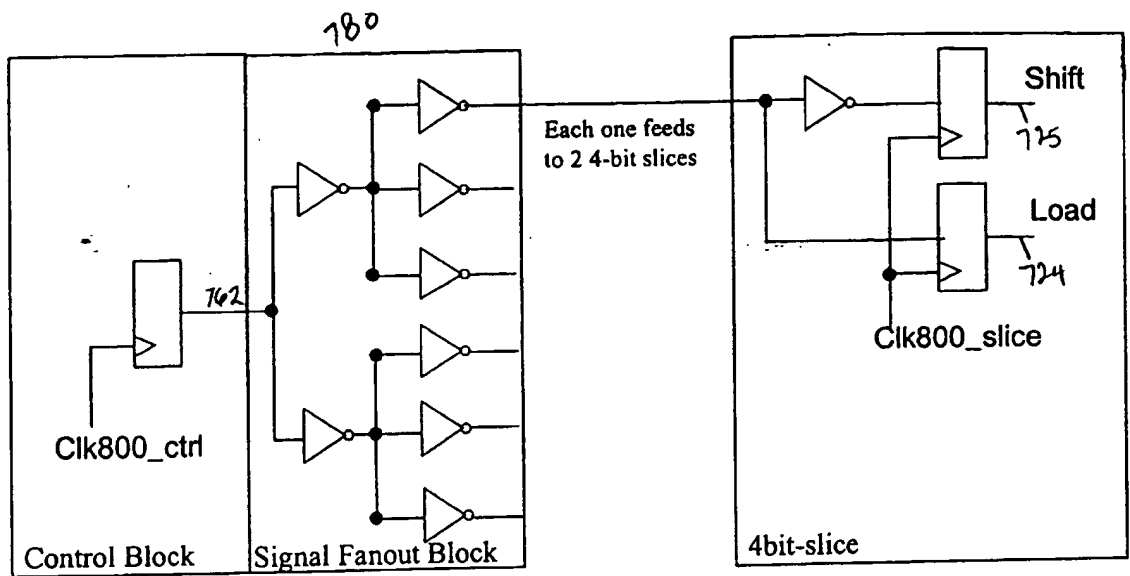 780
Shift
725
Each one feeds
to 2 4-bit slices
Load
724
762
Clk800_slice
Clk800_ctrl
Control Block
Signal Fanout Block
4bit-slice